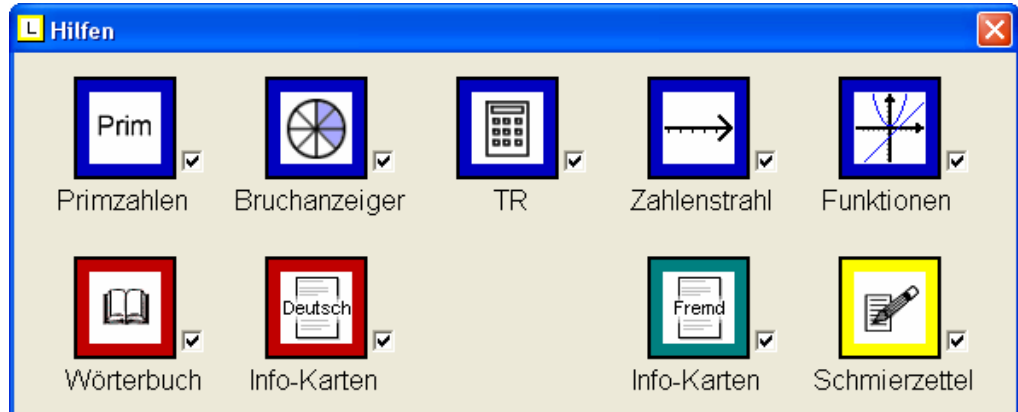 L Hilfen
Prim
Primzahlen Bruchanzeiger TR Zahlenstrahl Funktionen
Deutsch Fremd
Wörterbuch Info-Karten Info-Karten Schmierzettel